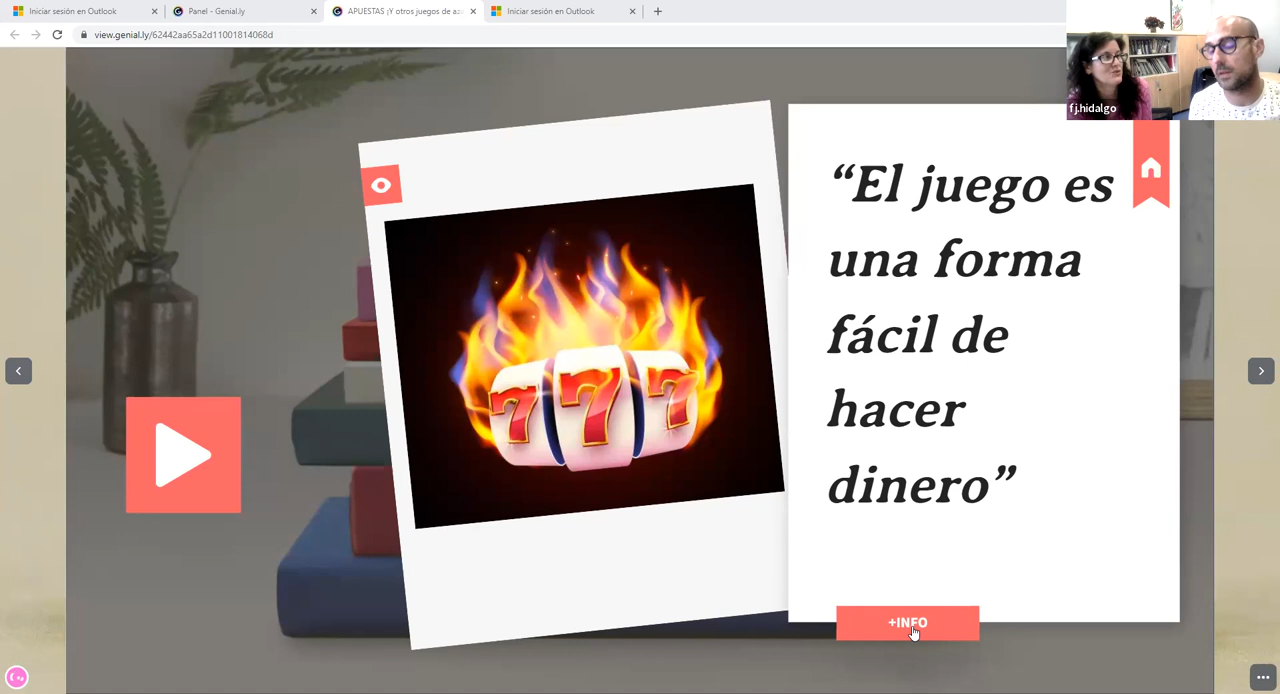 Iniciar sesión en Outlook
Panel - Genial.ly
APUESTAS ¡Y otros juegos de az
Iniciar sesión en Outlook
view.genial.ly/62442aa65a2d11001814068d
f j.hidalgo
“El juego es
una forma
fácil de
hacer
dinero”
777
+INFO